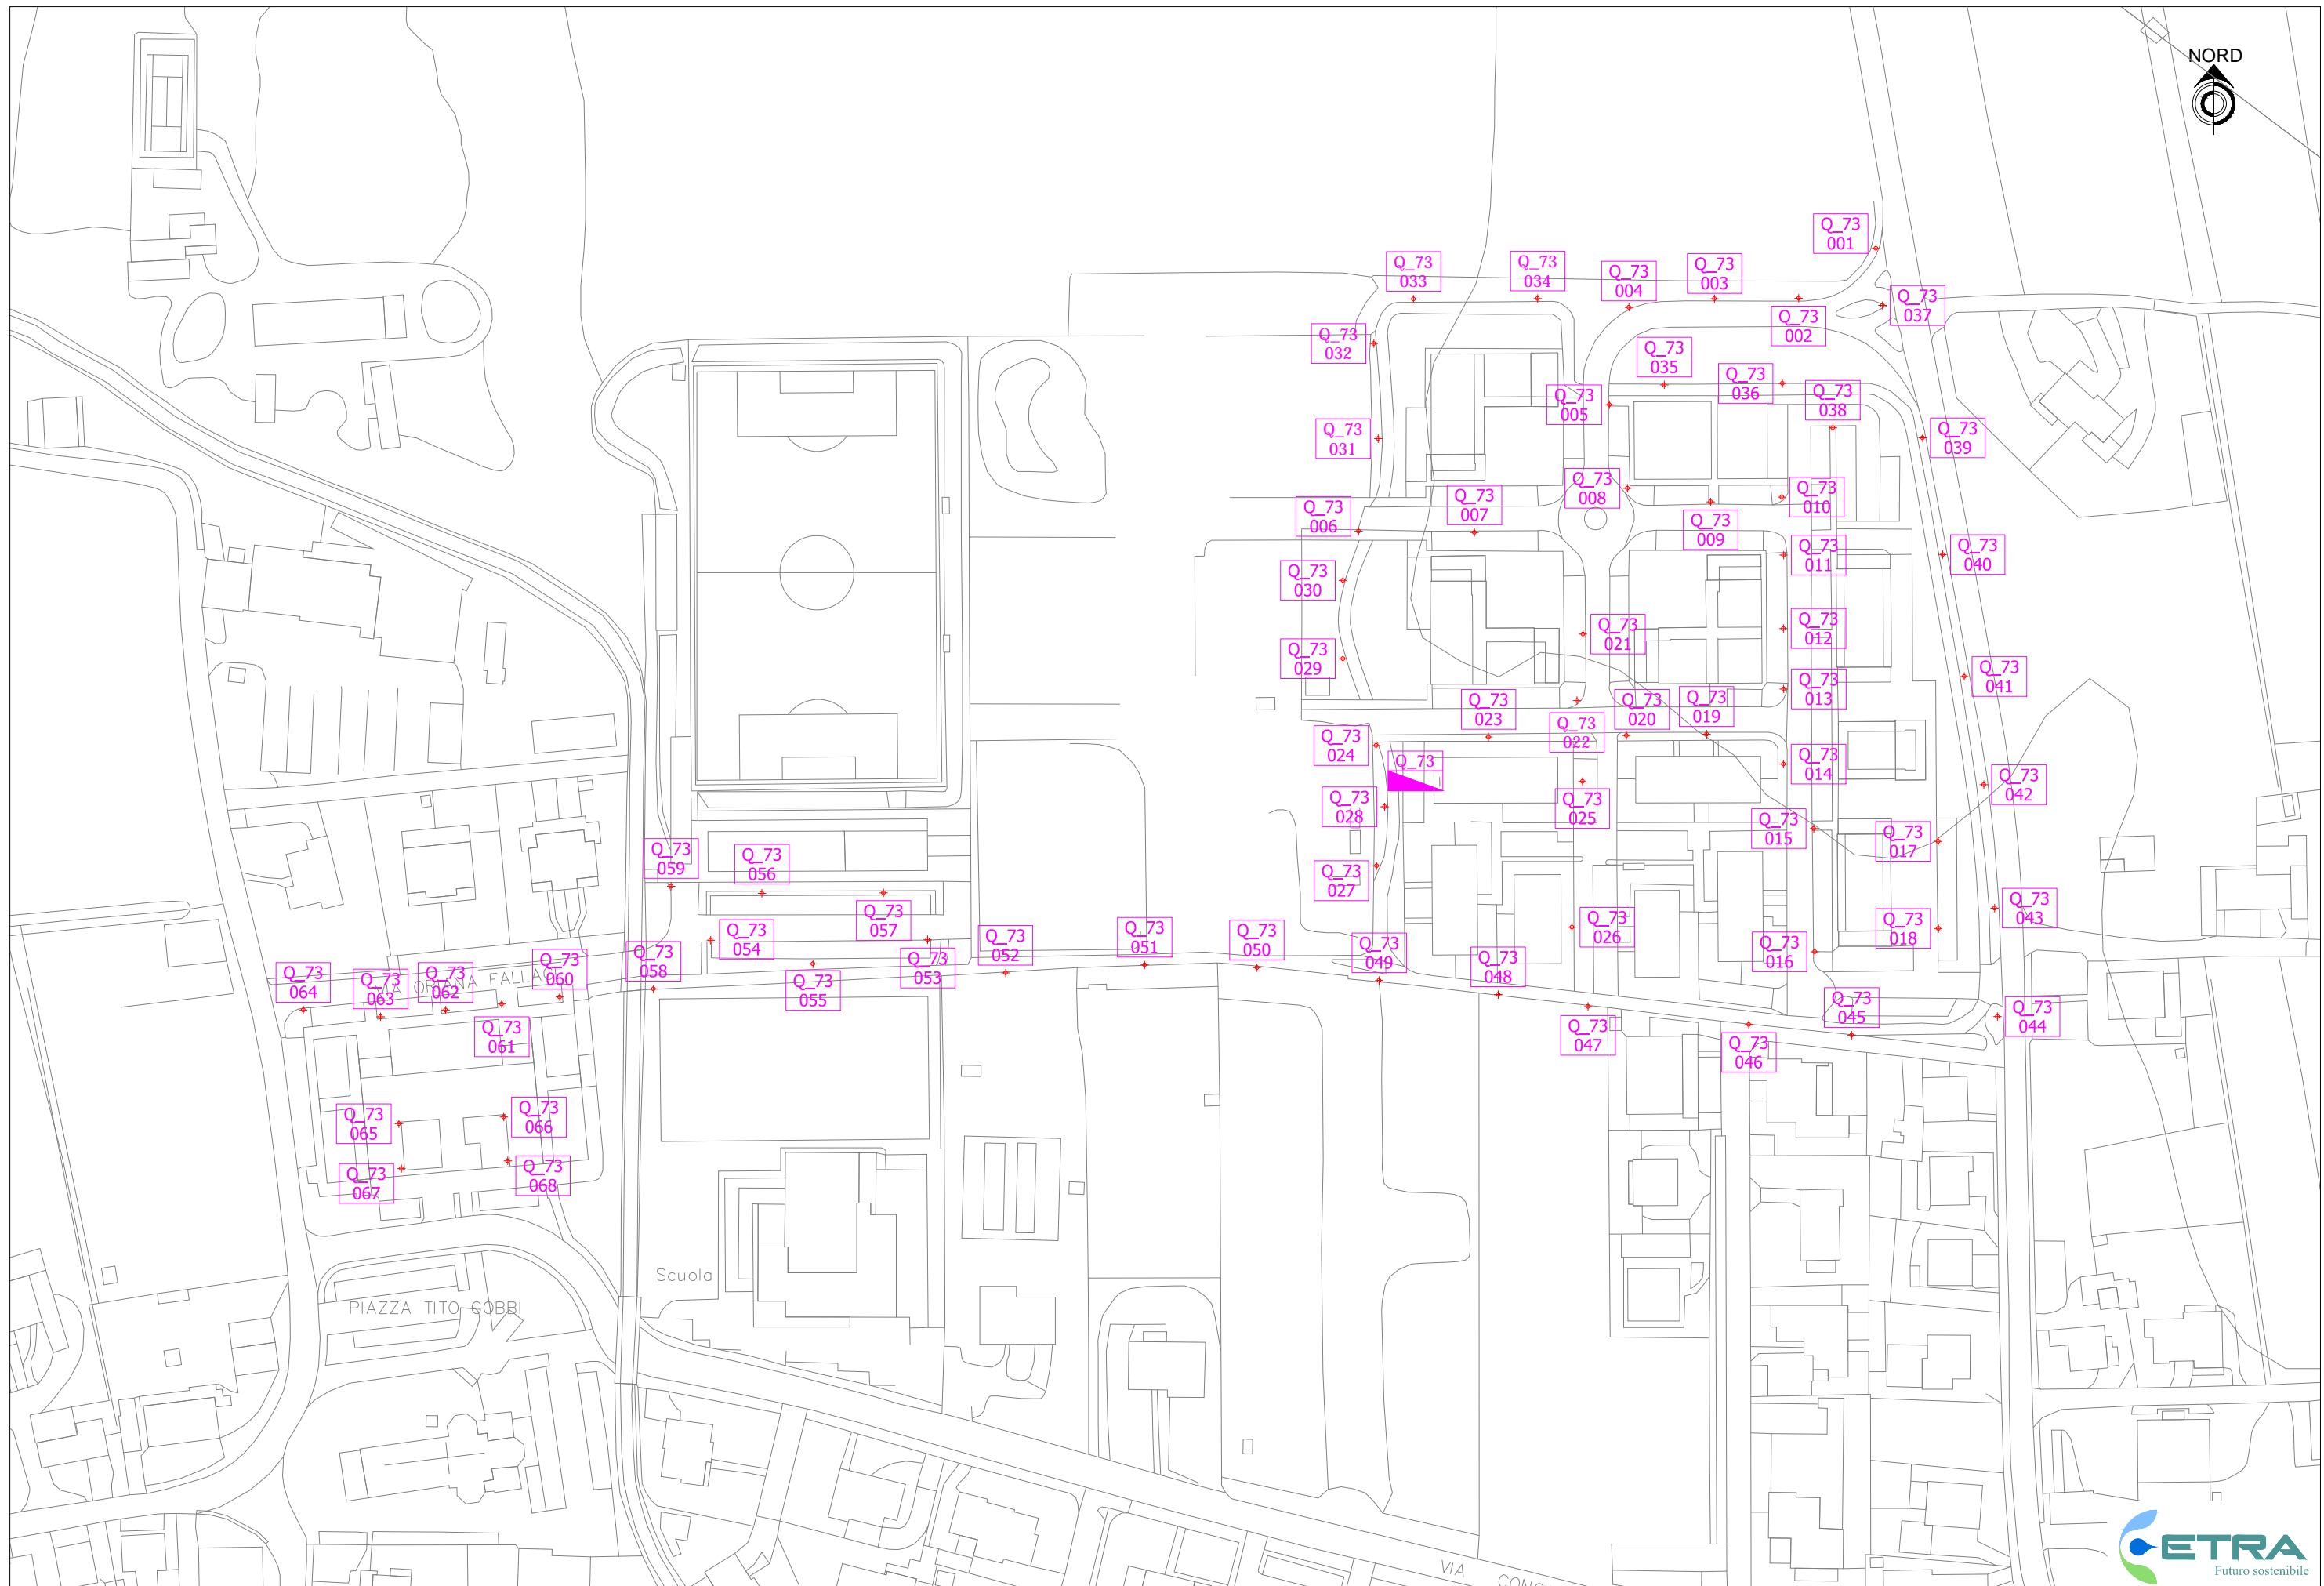 NORD
Q_73
001
Q_73
033
Q_73
034
Q_73
004
Q_73
003
Q_73
037
Q_73
002
Q_73
032
Q_73
035
Q_73
036
Q_73
005
Q_73
038
Q_73
031
Q_73
039
Q_73
008
Q_73
010
Q_73
007
Q_73
006
Q_73
009
Q_73
011
Q_73
040
Q_73
030
Q_73
012
Q_73
021
Q_73
029
Q_73
041
Q_73
013
Q_73
023
Q_73
020
Q_73
019
Q_73
022
Q_73
024
Q_73
Q_73
014
Q_73
042
Q_73
028
Q_73
025
Q_73
015
Q_73
017
Q_73
059
Q_73
056
Q_73
027
Q_73
043
Q_73
057
Q_73
026
Q_73
018
Q_73
054
Q_73
051
Q_73
052
Q_73
050
Q_73
049
Q_73
016
Q_73
058
Q_73
060
Q_73
053
Q_73
048
Q_73
064
Q_73
063
Q_73
062
VIA ORIANA FALLACI
Q_73
055
Q_73
045
Q_73
044
Q_73
061
Q_73
047
Q_73
046
Q_73
065
Q_73
066
Q_73
067
Q_73
068
Scuola
PIAZZA TITO GOBBI
VIA
ETRA
Futuro sostenibile